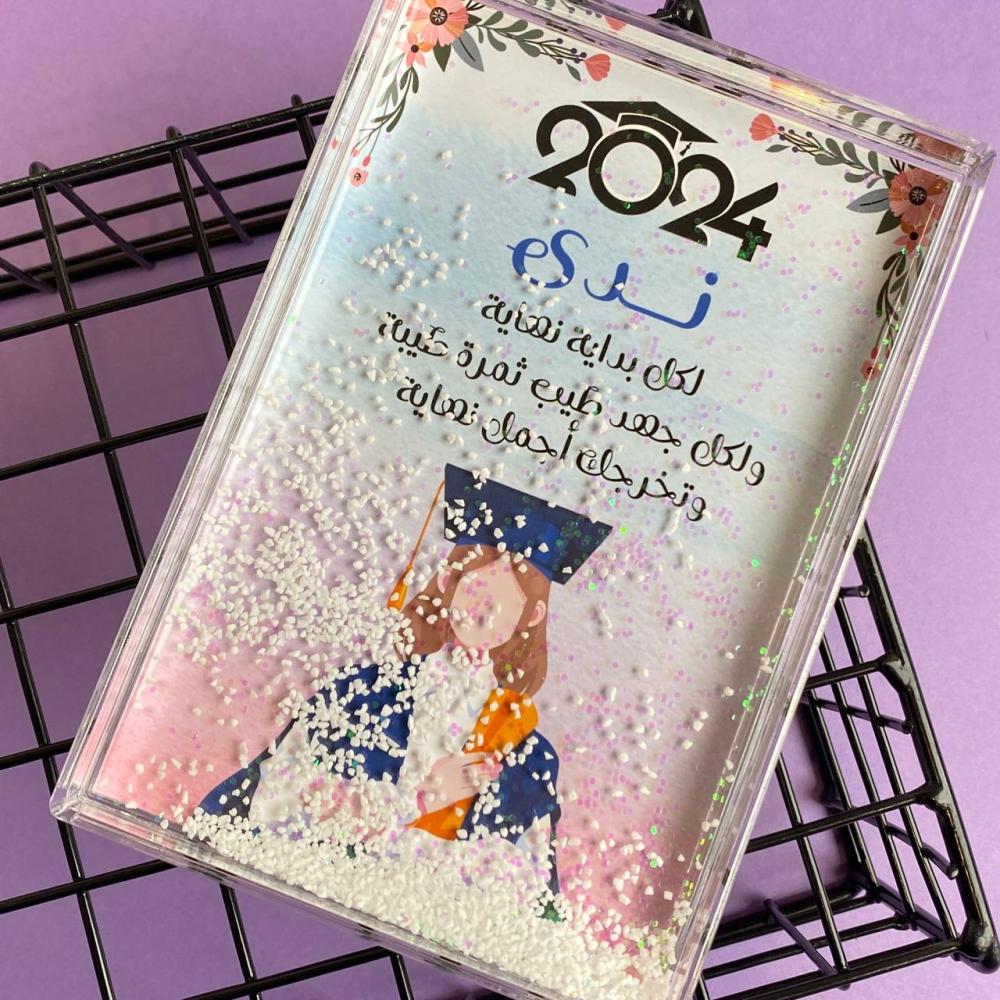 2024
ندى
لكل بداية نهاية
ولكل جهد طيب ثمرة طيبة
وتخرجك أجمل نهاية